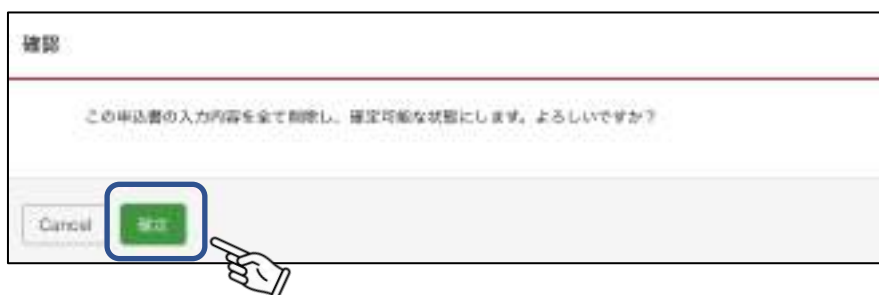 確認
この申込書の入力内容を全て削除し、確定可能な状態にします。よろしいですか?
Cancel
確定